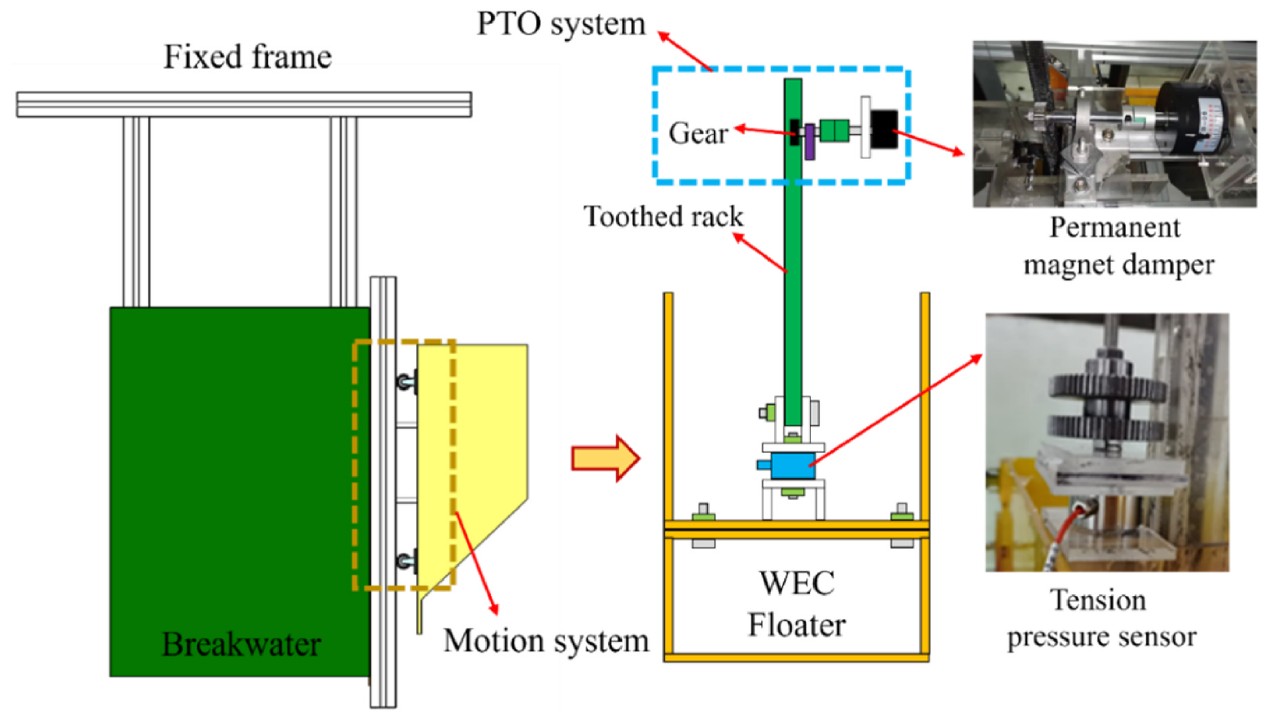 PTO system
Fixed frame
Gear
Toothed rack
Permanent
magnet damper
WEC
Floater
Tension
pressure sensor
Breakwater
Motion system